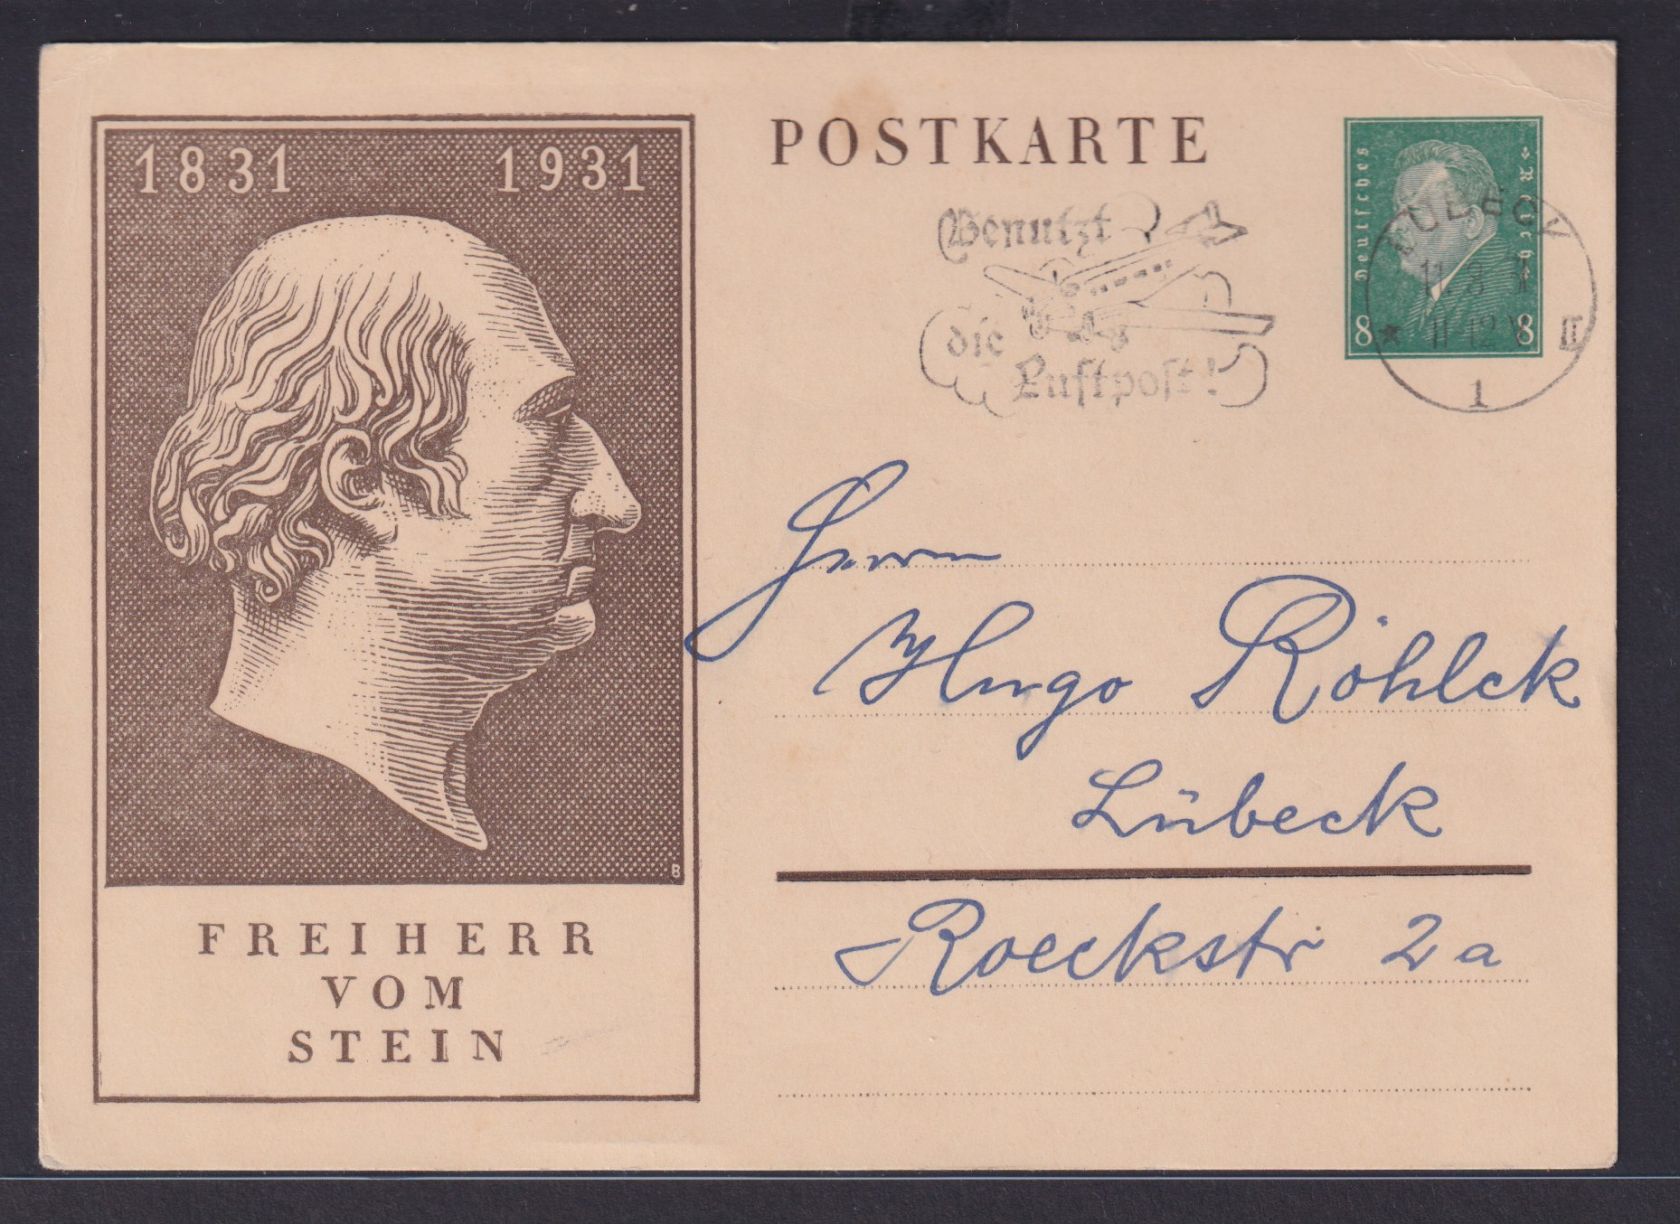 1831 1931
B
FREIHERR
VOM
STEIN
POSTKARTE
Deutsches Reich
8 8
Benutzt
die
Luftpost!
LÜBECK
II
1
Herrn
Hugo Röhlck
Lübeck
Roeckstr 2a